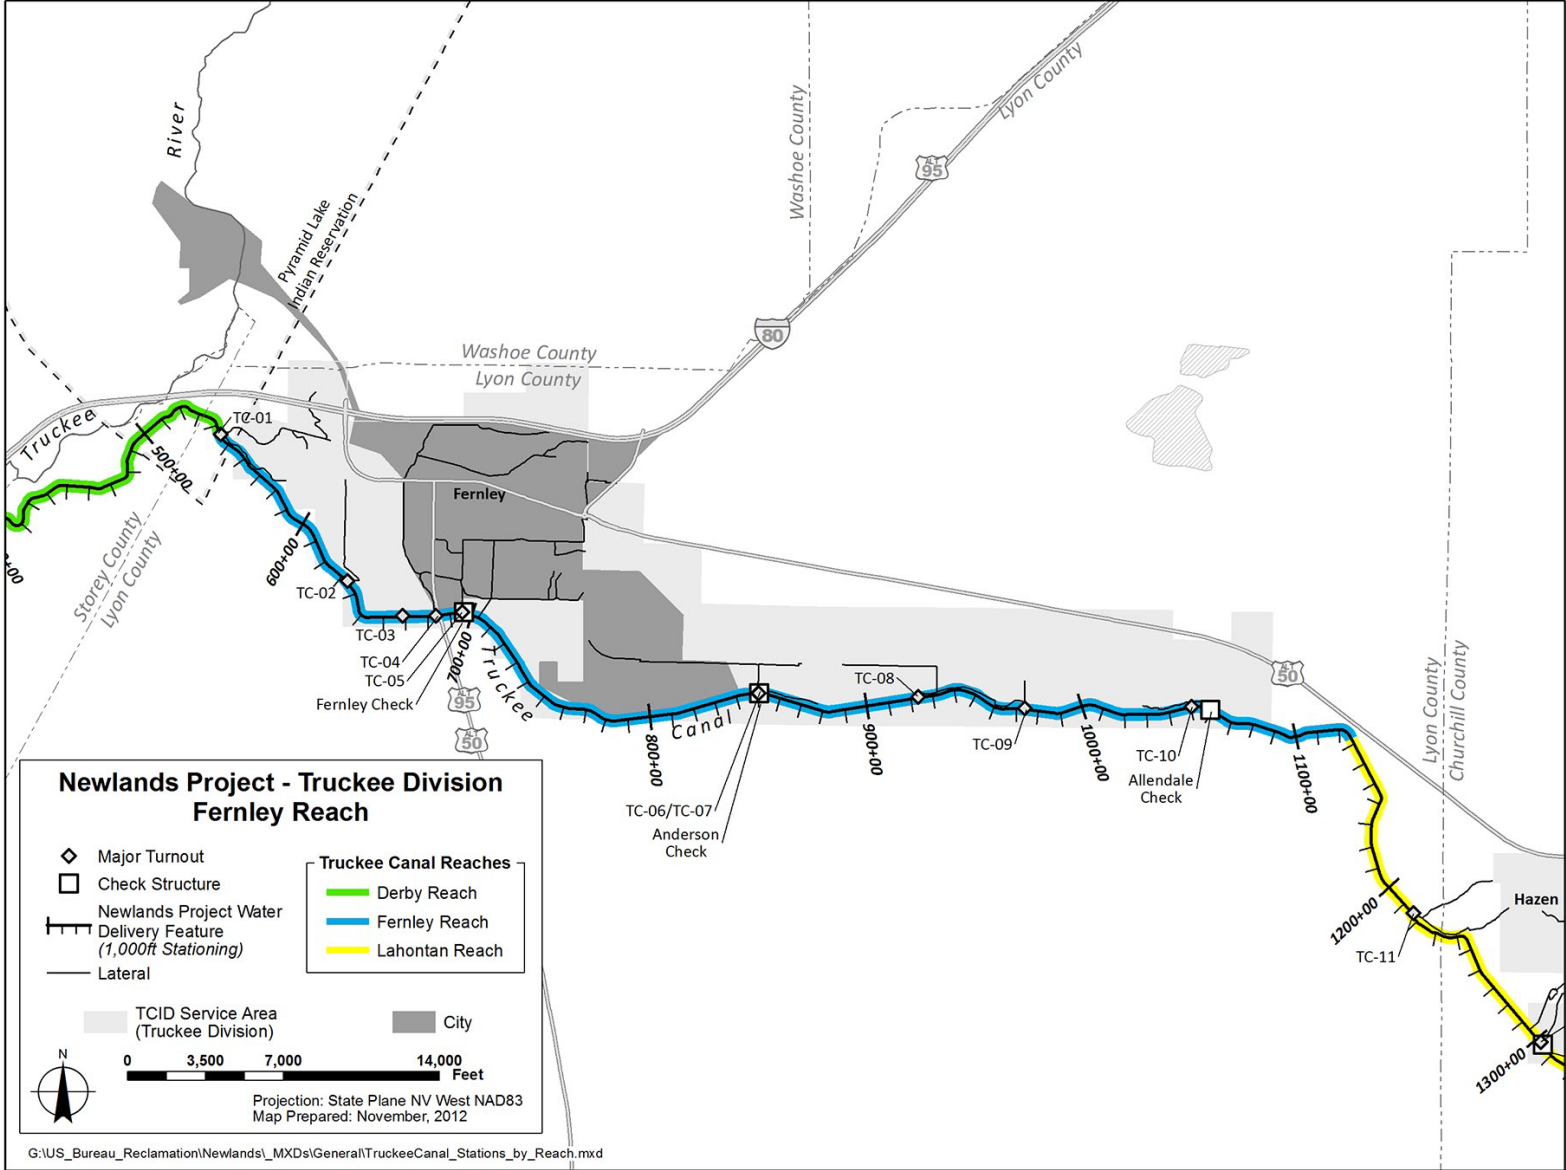 River
Pyramid Lake
Indian Reservation
Washoe County
Lyon County
ALT
95
80
Washoe County
Lyon County
Truckee
TC-01
500+00
Storey County
Lyon County
600+00
Fernley
TC-02
TC-03
TC-04
TC-05
Fernley Check
700+00
Truckee
Canal
95
ALT
50
800+00
TC-06/TC-07
Anderson
Check
TC-08
900+00
TC-09
1000+00
TC-10
Allendale
Check
1100+00
ALT
50
Lyon County
Churchill County
1200+00
TC-11
Hazen
1300+00
+00
Newlands Project - Truckee Division
Fernley Reach
Major Turnout
Check Structure
Newlands Project Water
Delivery Feature
(1,000ft Stationing)
Lateral
Truckee Canal Reaches
Derby Reach
Fernley Reach
Lahontan Reach
TCID Service Area
(Truckee Division)
City
N
0 3,500 7,000 14,000
Feet
Projection: State Plane NV West NAD83
Map Prepared: November, 2012
G:\US_Bureau_Reclamation\Newlands\_MXDs\General\TruckeeCanal_Stations_by_Reach.mxd